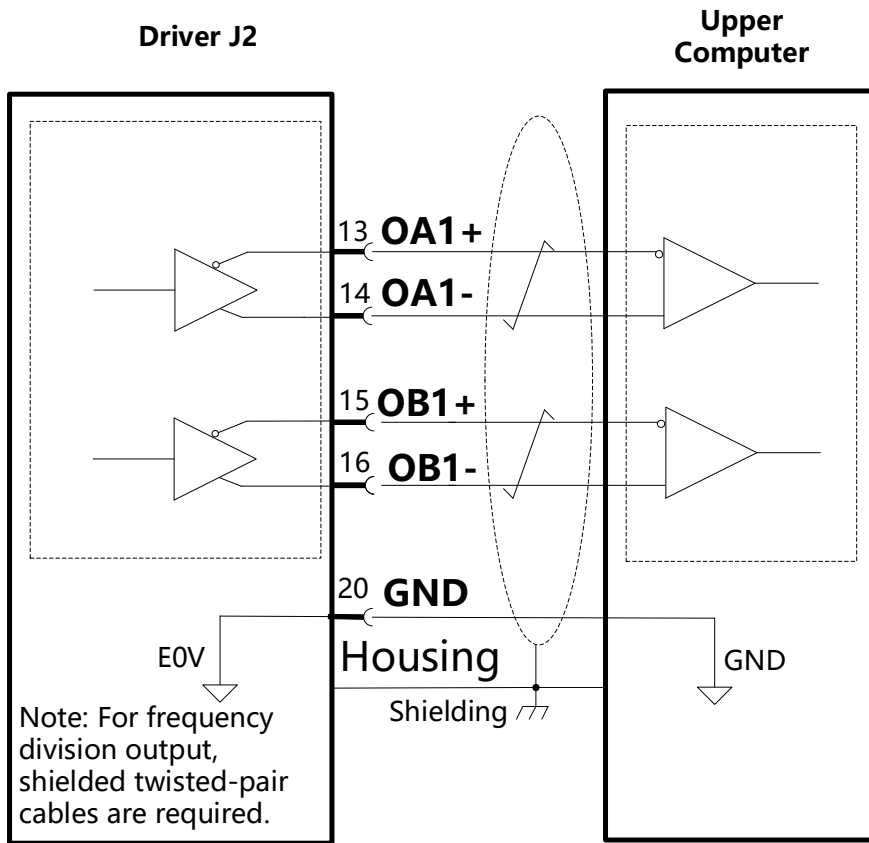 Driver J2
Upper
Computer
13 OA1+
14 OA1-
15 OB1+
16 OB1-
20 GND
E0V
Housing
GND
Shielding
Note: For frequency
division output,
shielded twisted-pair
cables are required.